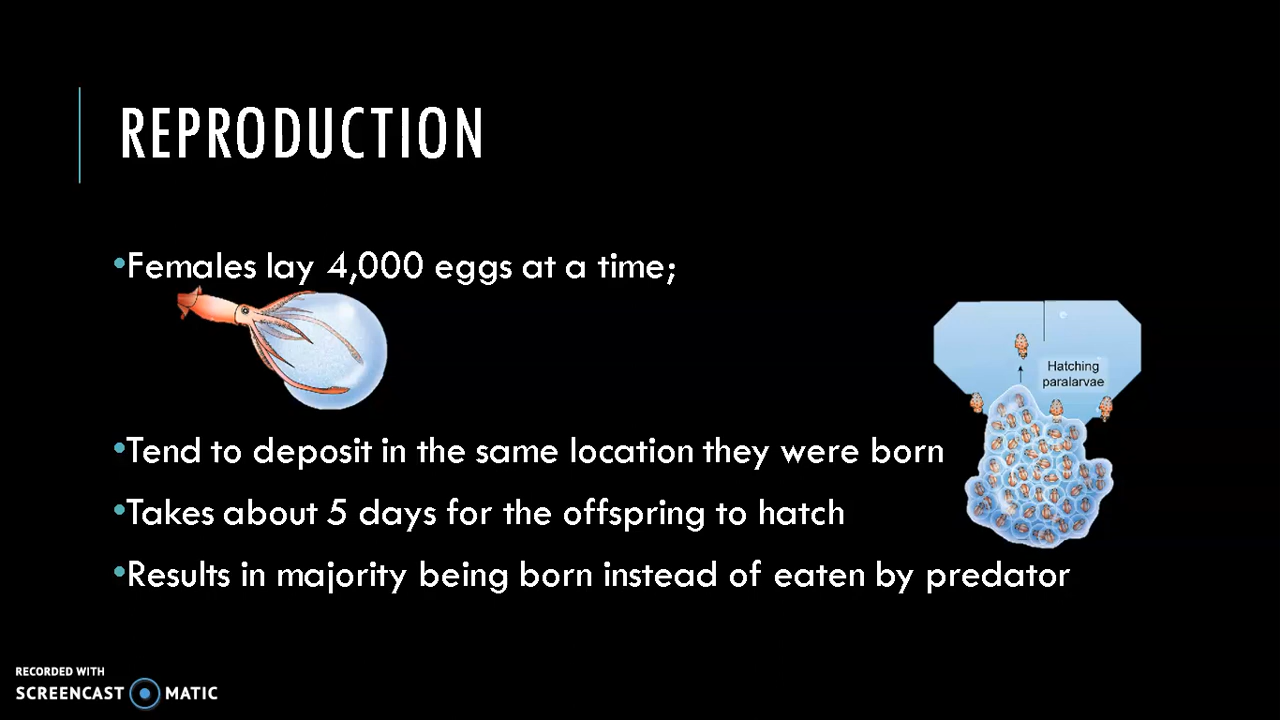 REPRODUCTION
•Females lay 4,000 eggs at a time;
Hatching
paralarvae
•Tend to deposit in the same location they were born
•Takes about 5 days for the offspring to hatch
•Results in majority being born instead of eaten by predator
RECORDED WITH
SCREENCAST MATIC